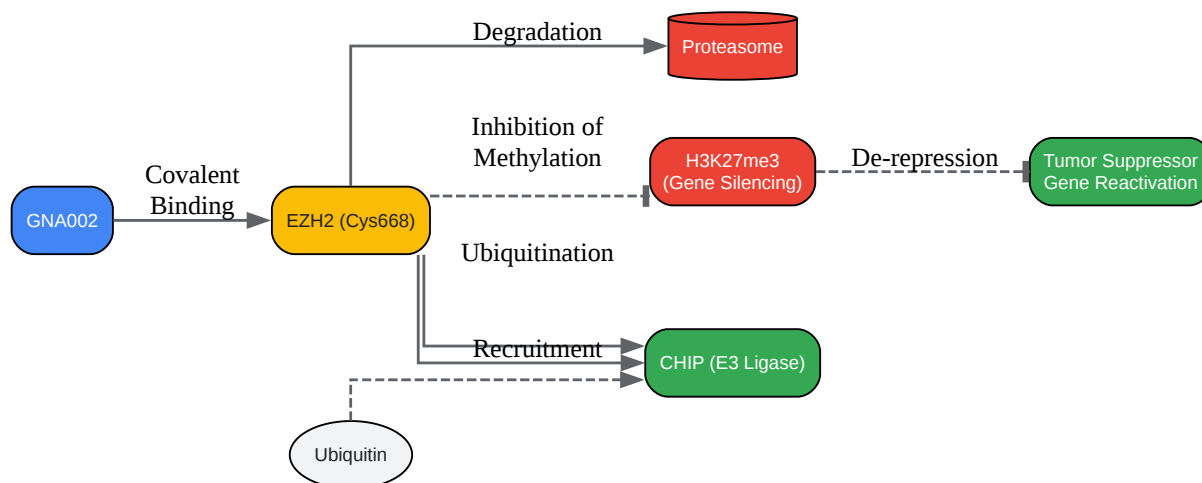 Degradation
Proteasome
Inhibition of
Methylation
H3K27me3
(Gene Silencing)
De-repression
Tumor Suppressor
Gene Reactivation
Covalent
Binding
GNA002
EZH2 (Cys668)
Ubiquitination
Recruitment
CHIP (E3 Ligase)
Ubiquitin